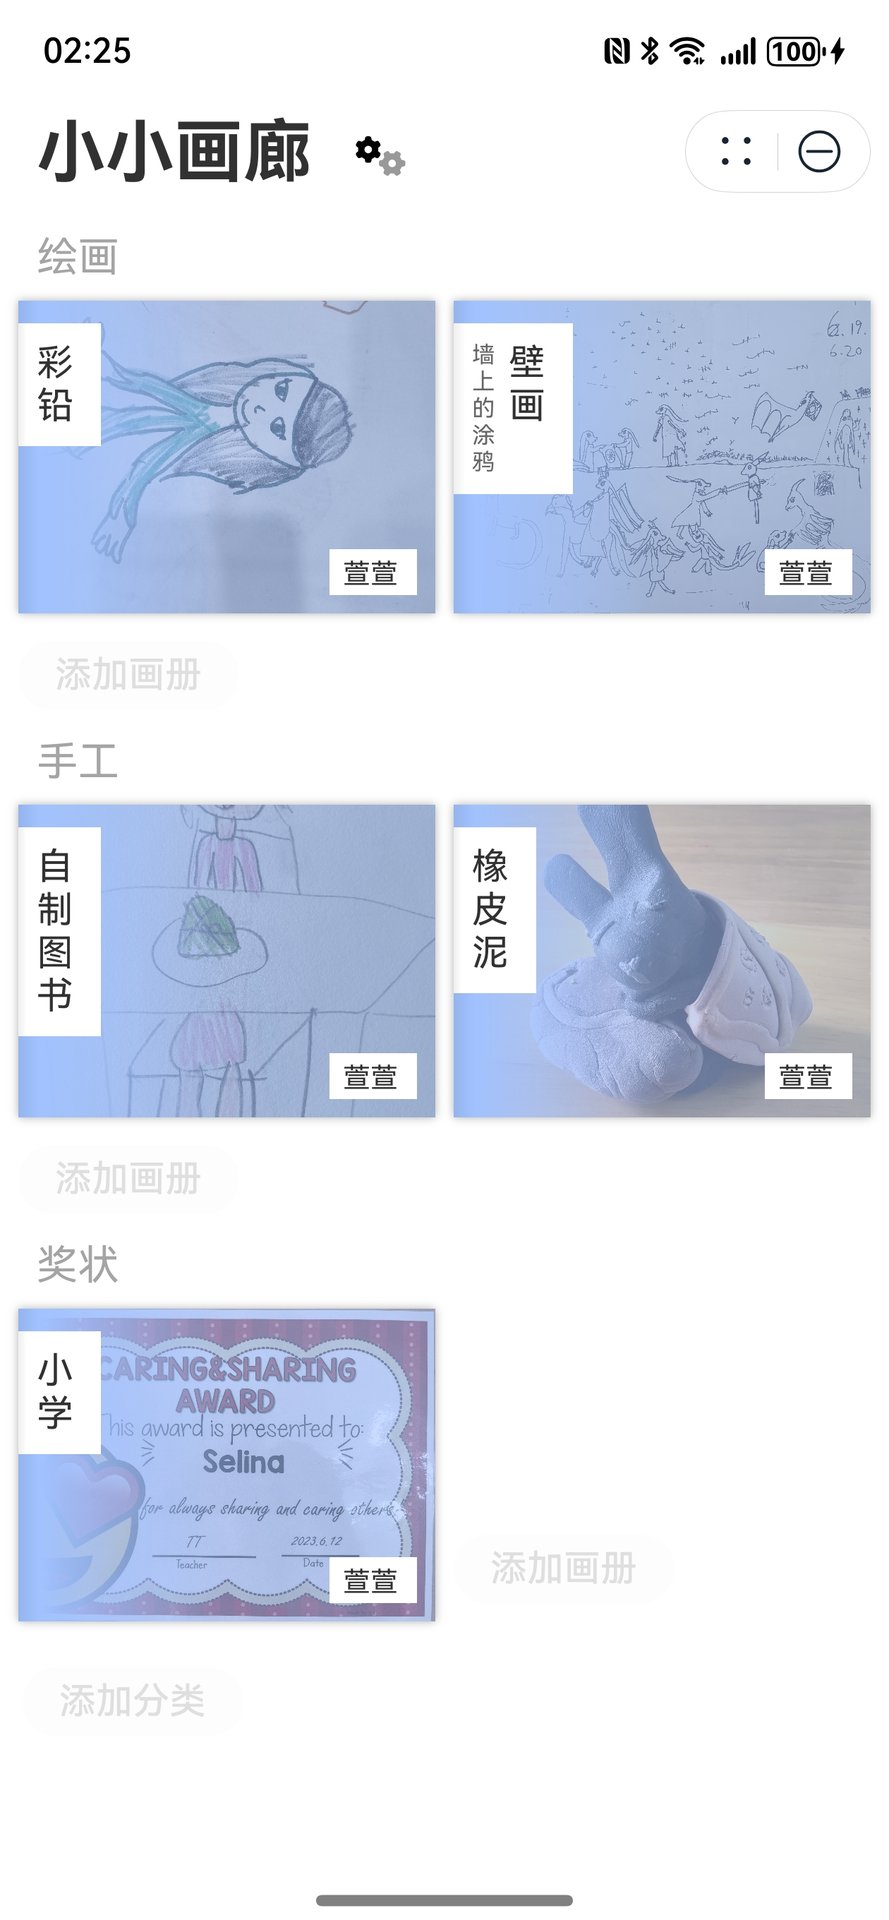 02:25
100
小小画廊
绘画
彩铅
萱萱
壁画
墙上的涂鸦
6.19.
6.20
萱萱
添加画册
手工
自制图书
萱萱
橡皮泥
萱萱
添加画册
奖状
小学
CARING&SHARING
AWARD
This award is presented to:
Selina
for always sharing and caring others.
TT
2023.6.12
Teacher
Date
萱萱
添加画册
添加分类